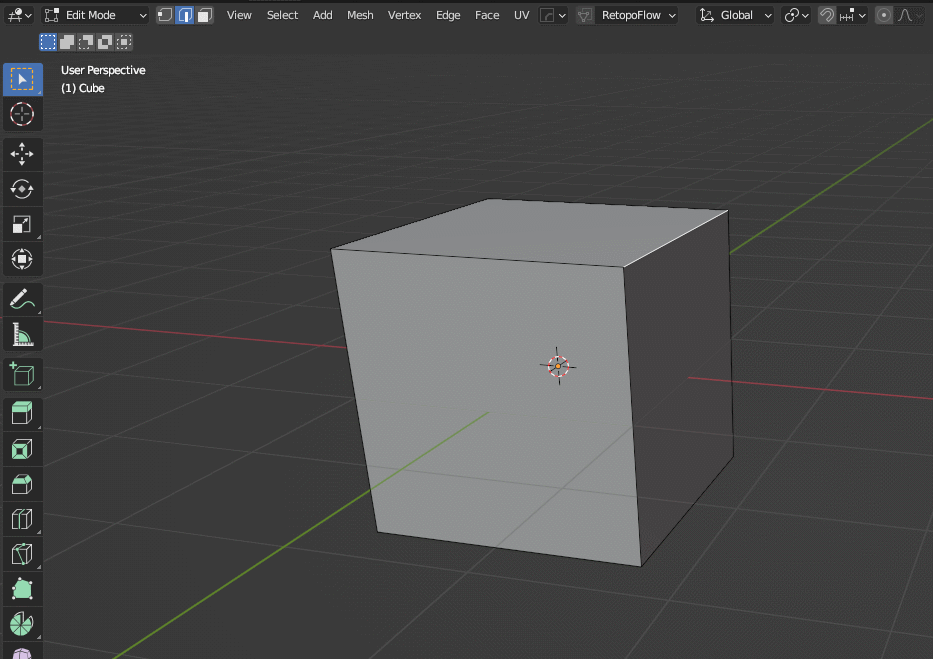 Edit Mode View Select Add Mesh Vertex Edge Face UV RetopoFlow Global
User Perspective
(1) Cube